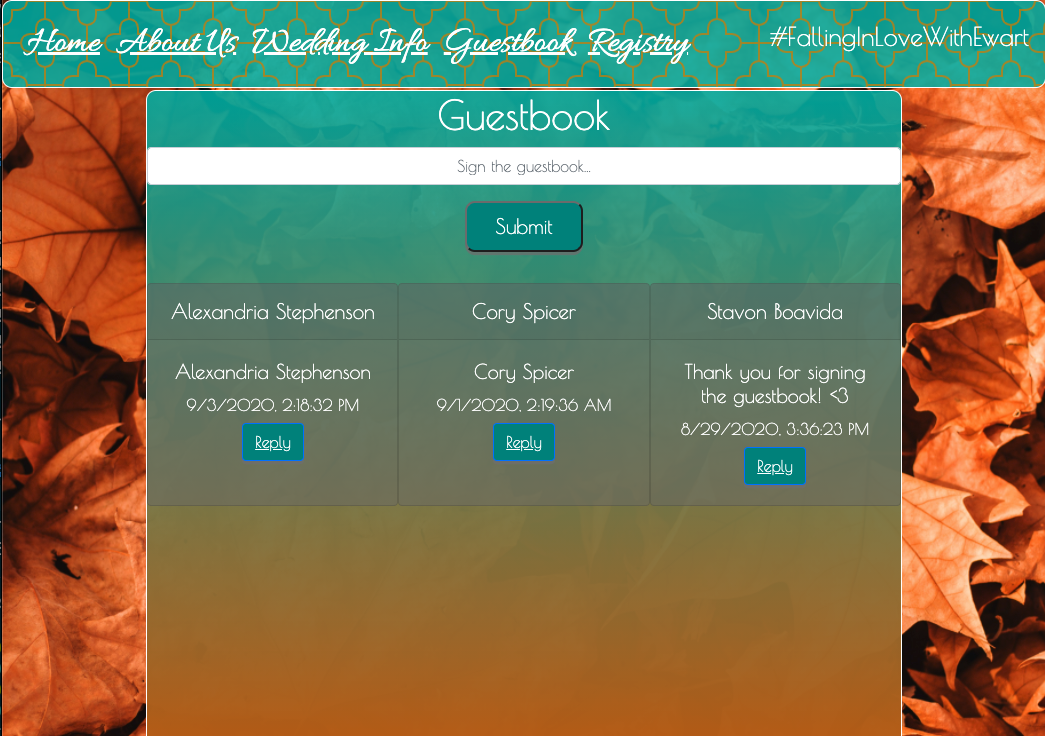 Home About Us Wedding Info Guestbook Registry #FallingInLoveWithEwart
Guestbook
Sign the guestbook...
Submit
Alexandria Stephenson Cory Spicer Stavon Boavida
Alexandria Stephenson
9/3/2020, 2:18:32 PM
Reply
Cory Spicer
9/1/2020, 2:19:36 AM
Reply
Thank you for signing
the guestbook! <3
8/29/2020, 3:36:23 PM
Reply